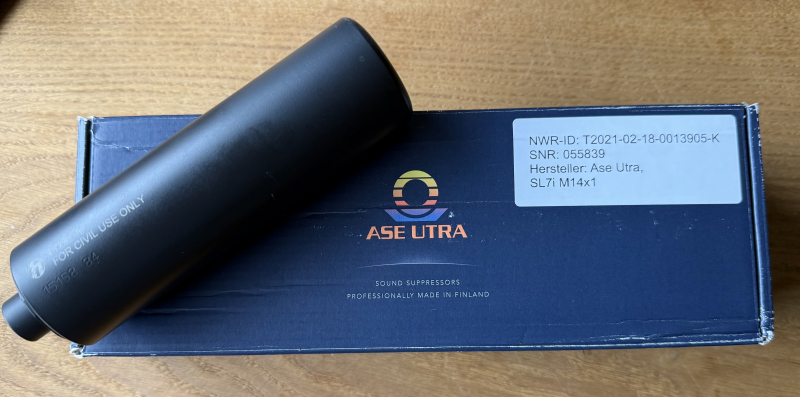 NWR-ID: T2021-02-18-0013905-K
SNR: 055839
Hersteller: Ase Utra,
SL7i M14x1
ASE UTRA
SOUND SUPPRESSORS
PROFESSIONALLY MADE IN FINLAND
FOR CIVIL USE ONLY